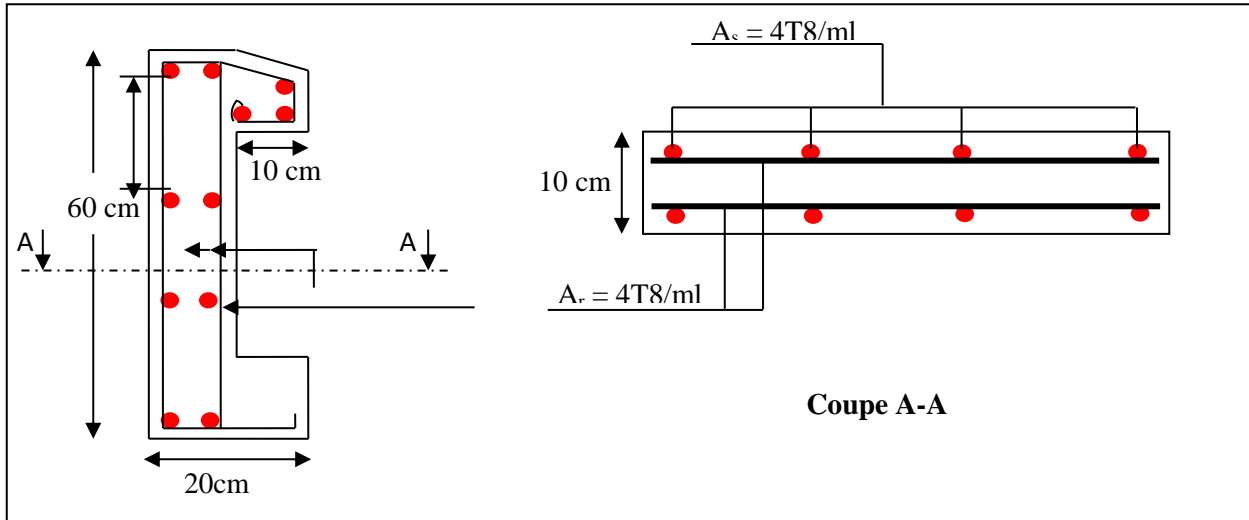 60 cm
10 cm
A
A
20cm
Aₛ = 4T8/ml
10 cm
Aᵣ = 4T8/ml
Coupe A-A